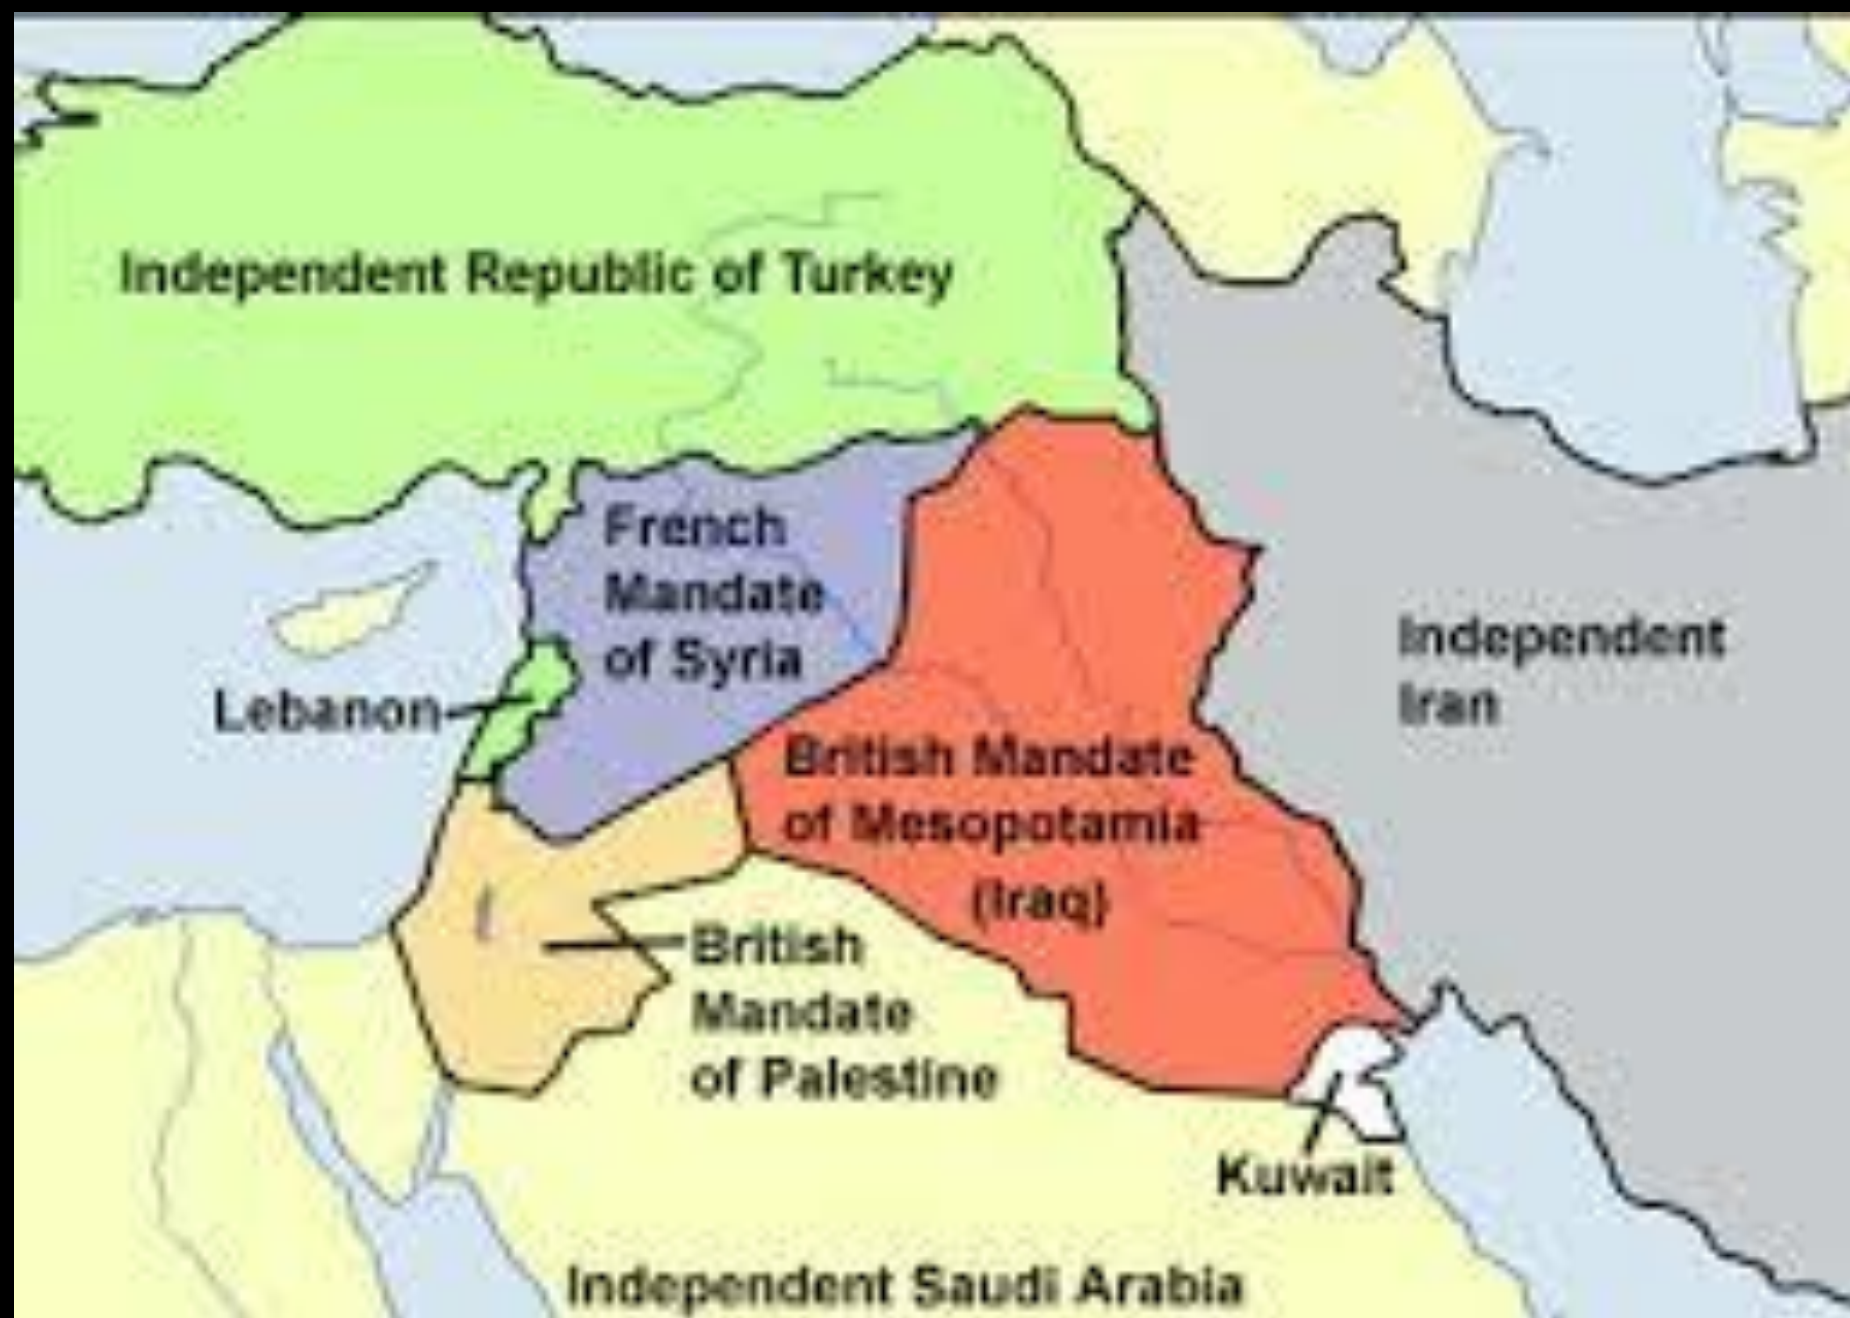 Independent Republic of Turkey
French
Mandate
of Syria
Lebanon
Independent
Iran
British Mandate
of Mesopotamia
(Iraq)
British
Mandate
of Palestine
Kuwait
Independent Saudi Arabia